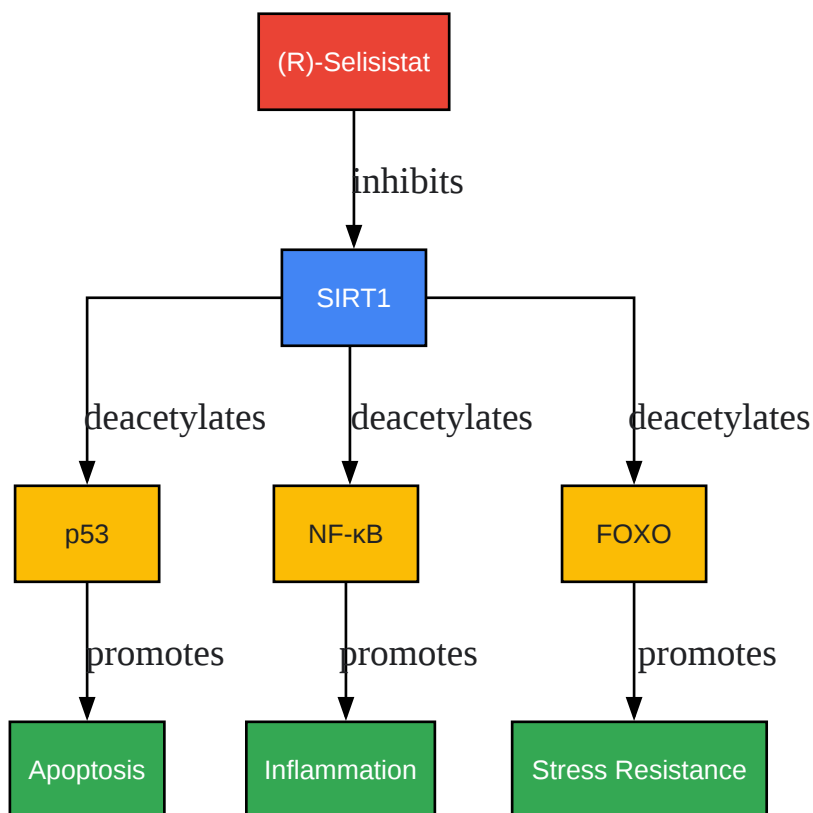 (R)-Selisistat
inhibits
SIRT1
deacetylates deacetylates deacetylates
p53 NF-κB FOXO
promotes promotes promotes
Apoptosis Inflammation Stress Resistance